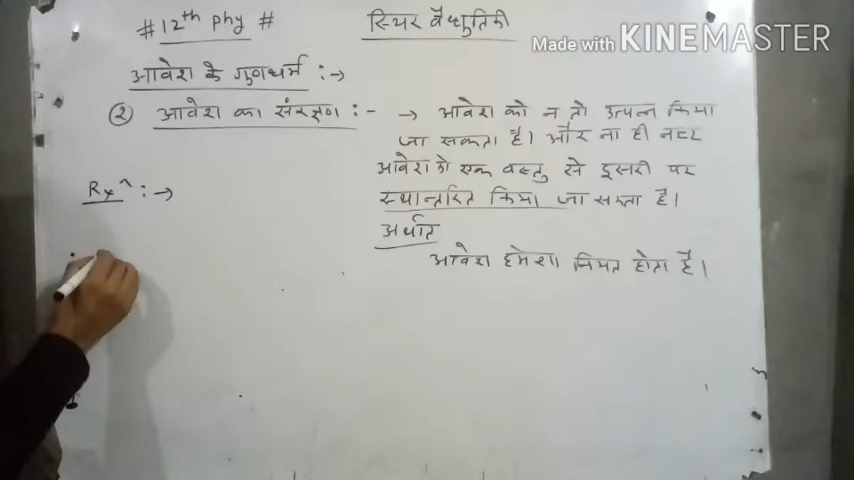 #12th phy #
स्थिर वैद्युतिकी
Made with KINEMASTER
आवेश के गुणधर्म :→
② आवेश का संरक्षण :- → आवेश को न तो उत्पन्न किया
जा सकता है। और ना ही नष्ट
आवेश को एक वस्तु से दुसरी पर
स्थान्तरित किया जा सकता है।
अर्थात
आवेश हमेशा नियत होता है।
Rxⁿ :→